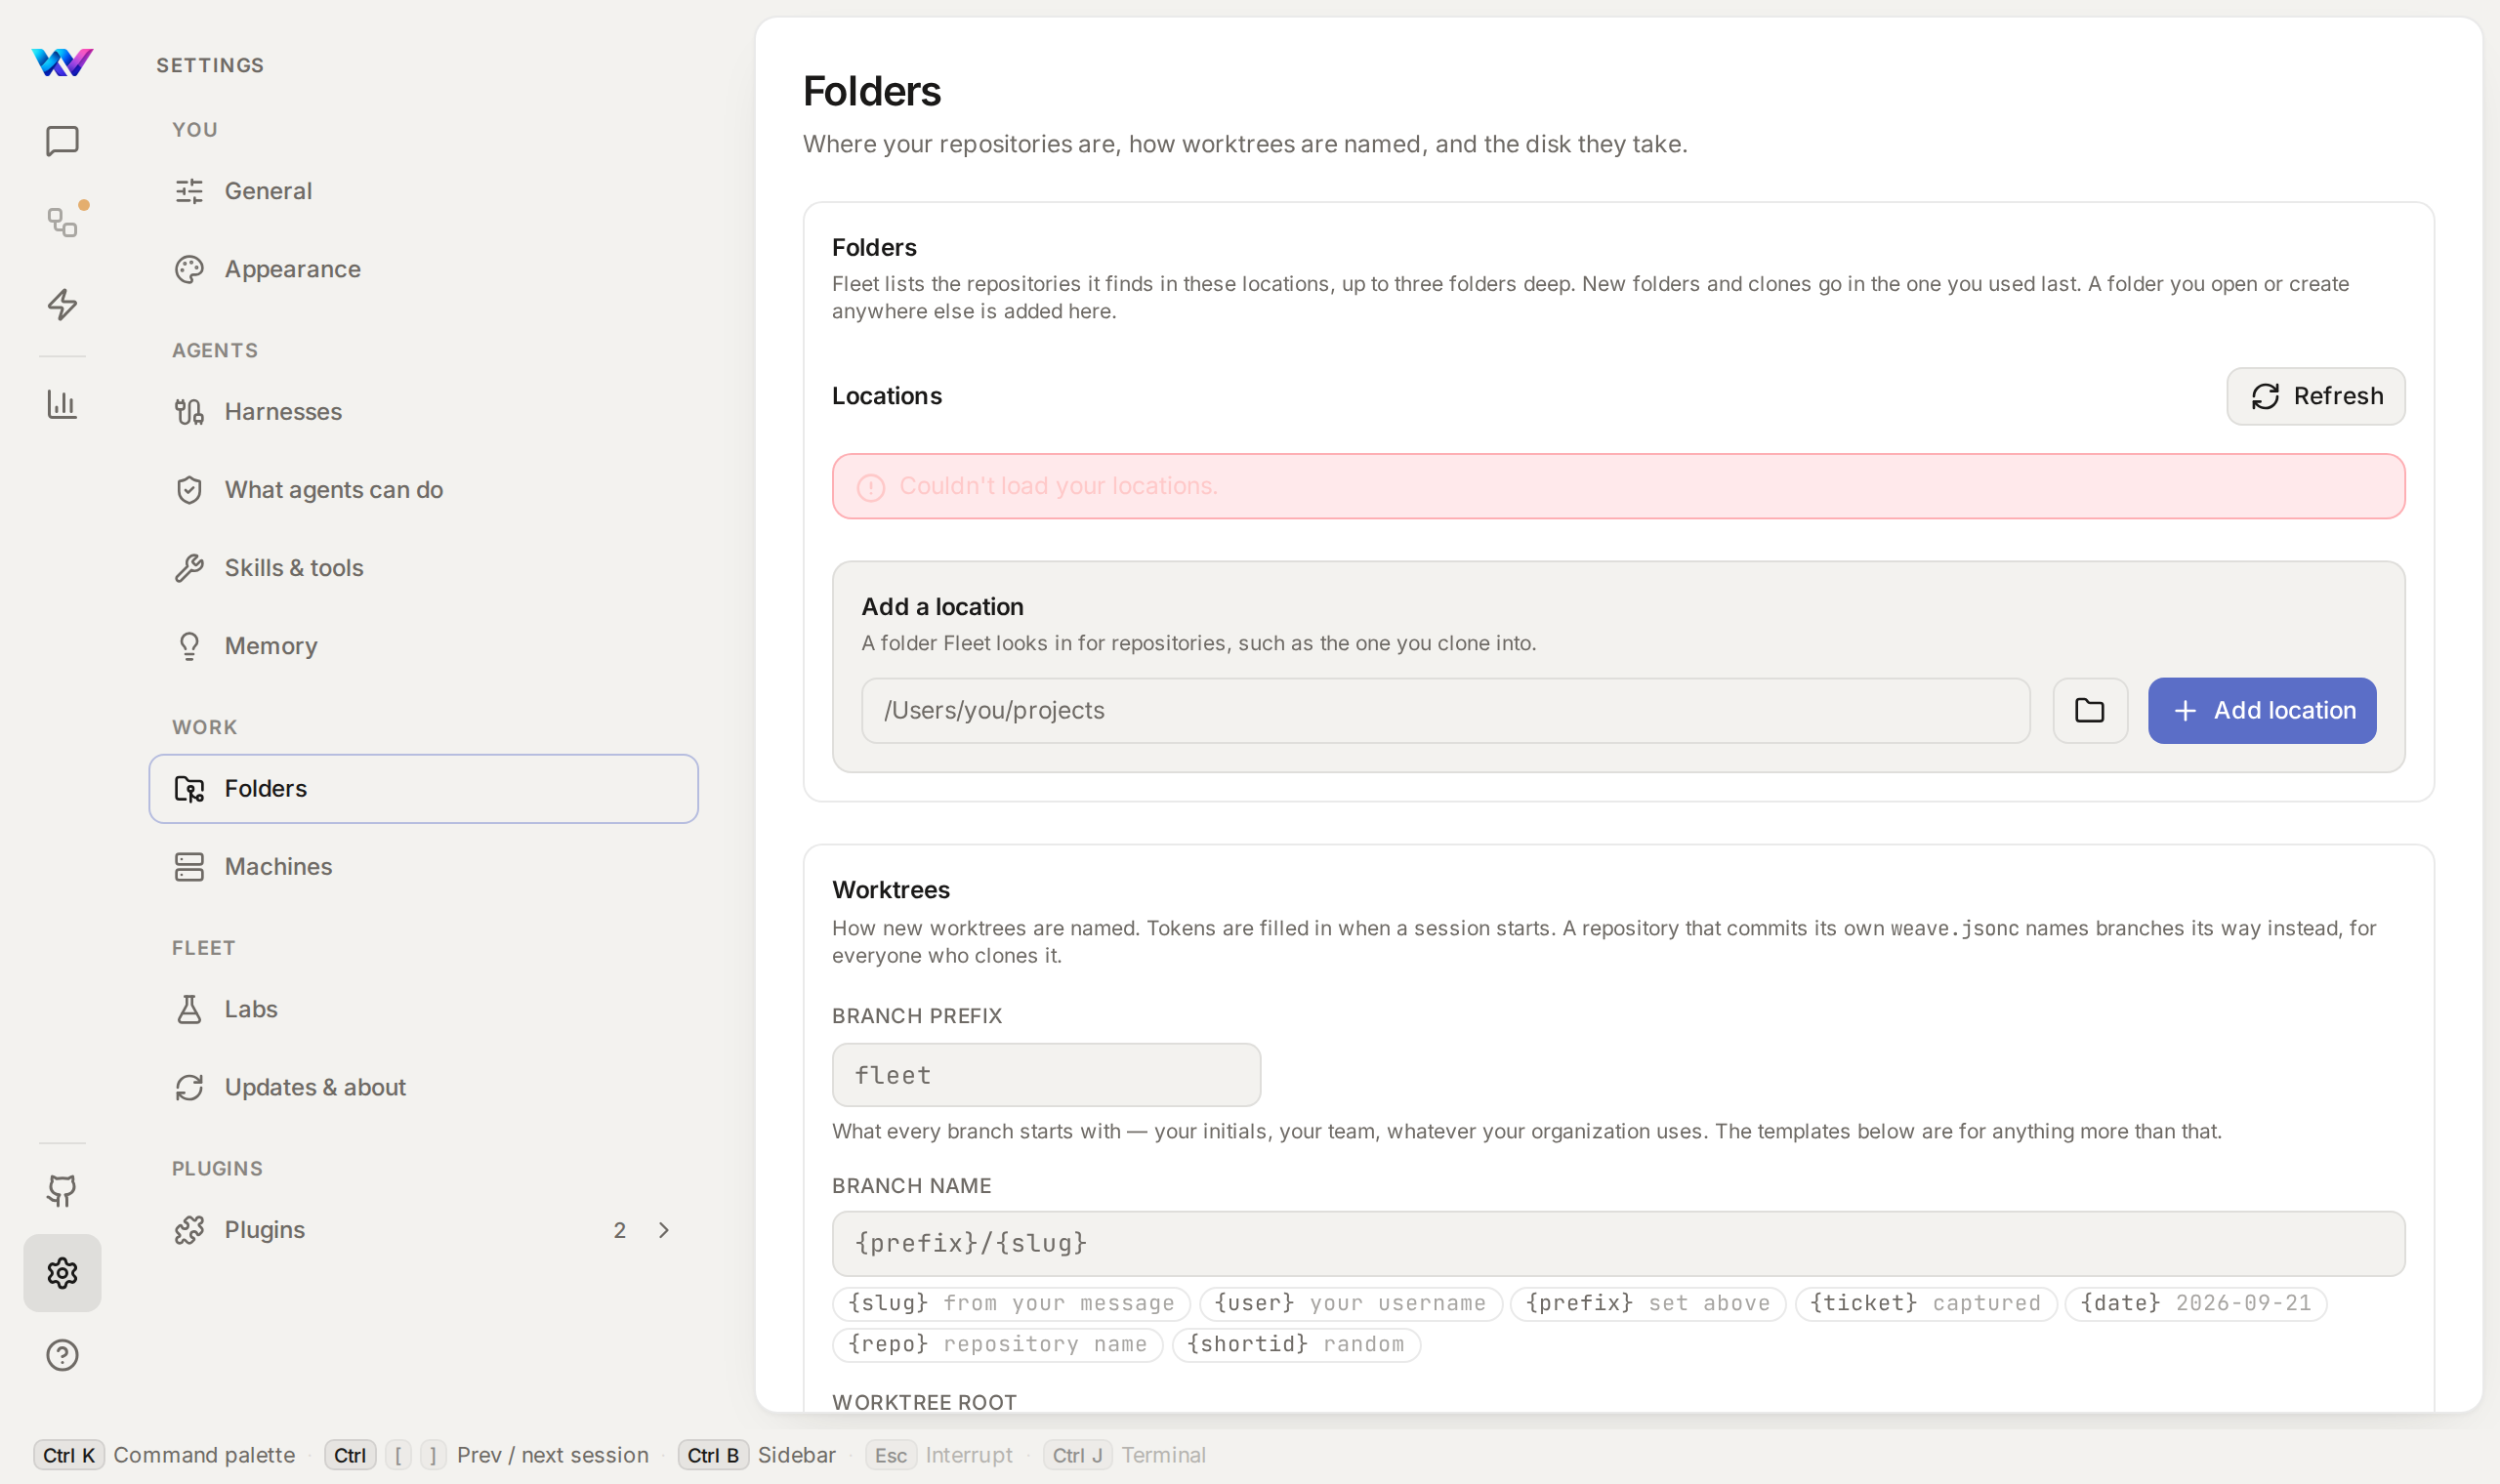 SETTINGS
YOU
General
Appearance
AGENTS
Harnesses
What agents can do
Skills & tools
Memory
WORK
Folders
Machines
FLEET
Labs
Updates & about
PLUGINS
Plugins 2
Folders
Where your repositories are, how worktrees are named, and the disk they take.
Folders
Fleet lists the repositories it finds in these locations, up to three folders deep. New folders and clones go in the one you used last. A folder you open or create
anywhere else is added here.
Locations
Refresh
Couldn't load your locations.
Add a location
A folder Fleet looks in for repositories, such as the one you clone into.
/Users/you/projects
Add location
Worktrees
How new worktrees are named. Tokens are filled in when a session starts. A repository that commits its own weave.jsonc names branches its way instead, for
everyone who clones it.
BRANCH PREFIX
fleet
What every branch starts with — your initials, your team, whatever your organization uses. The templates below are for anything more than that.
BRANCH NAME
{prefix}/{slug}
{slug} from your message {user} your username {prefix} set above {ticket} captured {date} 2026-09-21
{repo} repository name {shortid} random
WORKTREE ROOT
Ctrl K Command palette · Ctrl [ ] Prev / next session · Ctrl B Sidebar · Esc Interrupt · Ctrl J Terminal